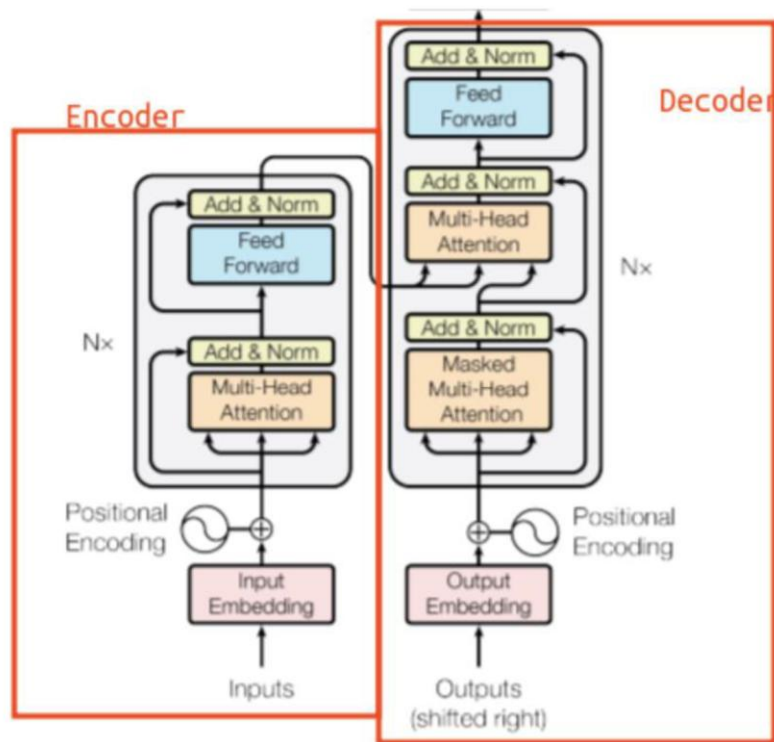 Encoder
Add & Norm
Feed
Forward
Nx
Add & Norm
Multi-Head
Attention
Positional
Encoding
Input
Embedding
Inputs
Decoder
Add & Norm
Feed
Forward
Add & Norm
Multi-Head
Attention
Nx
Add & Norm
Masked
Multi-Head
Attention
Positional
Encoding
Output
Embedding
Outputs
(shifted right)